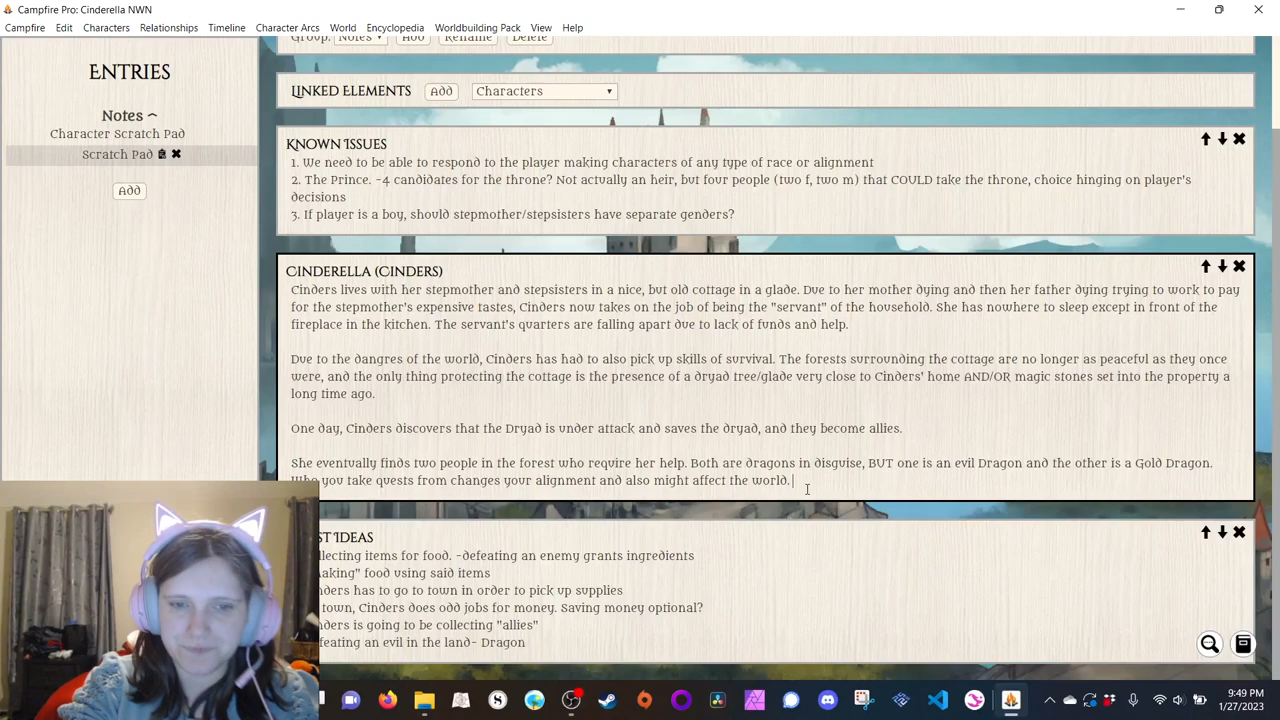 Campfire Pro: Cinderella NWN
Campfire Edit Characters Relationships Timeline Character Arcs World Encyclopedia Worldbuilding Pack View Help
Group: Notes Add Rename Delete
Entries
Notes
Character Scratch Pad
Scratch Pad
Add
Linked Elements Add Characters
Known Issues
1. We need to be able to respond to the player making characters of any type of race or alignment
2. The Prince. -4 candidates for the throne? Not actually an heir, but four people (two f, two m) that COULD take the throne, choice hinging on player's
decisions
3. If player is a boy, should stepmother/stepsisters have separate genders?
Cinderella (Cinders)
Cinders lives with her stepmother and stepsisters in a nice, but old cottage in a glade. Due to her mother dying and then her father dying trying to work to pay
for the stepmother's expensive tastes, Cinders now takes on the job of being the "servant" of the household. She has nowhere to sleep except in front of the
fireplace in the kitchen. The servant's quarters are falling apart due to lack of funds and help.
Due to the dangres of the world, Cinders has had to also pick up skills of survival. The forests surrounding the cottage are no longer as peaceful as they once
were, and the only thing protecting the cottage is the presence of a dryad tree/glade very close to Cinders' home AND/OR magic stones set into the property a
long time ago.
One day, Cinders discovers that the Dryad is under attack and saves the dryad, and they become allies.
She eventually finds two people in the forest who require her help. Both are dragons in disguise, BUT one is an evil Dragon and the other is a Gold Dragon.
Who you take quests from changes your alignment and also might affect the world.
st Ideas
llecting items for food. -defeating an enemy grants ingredients
aking" food using said items
nders has to go to town in order to pick up supplies
town, Cinders does odd jobs for money. Saving money optional?
nders is going to be collecting "allies"
feating an evil in the land- Dragon
9:49 PM
1/27/2023